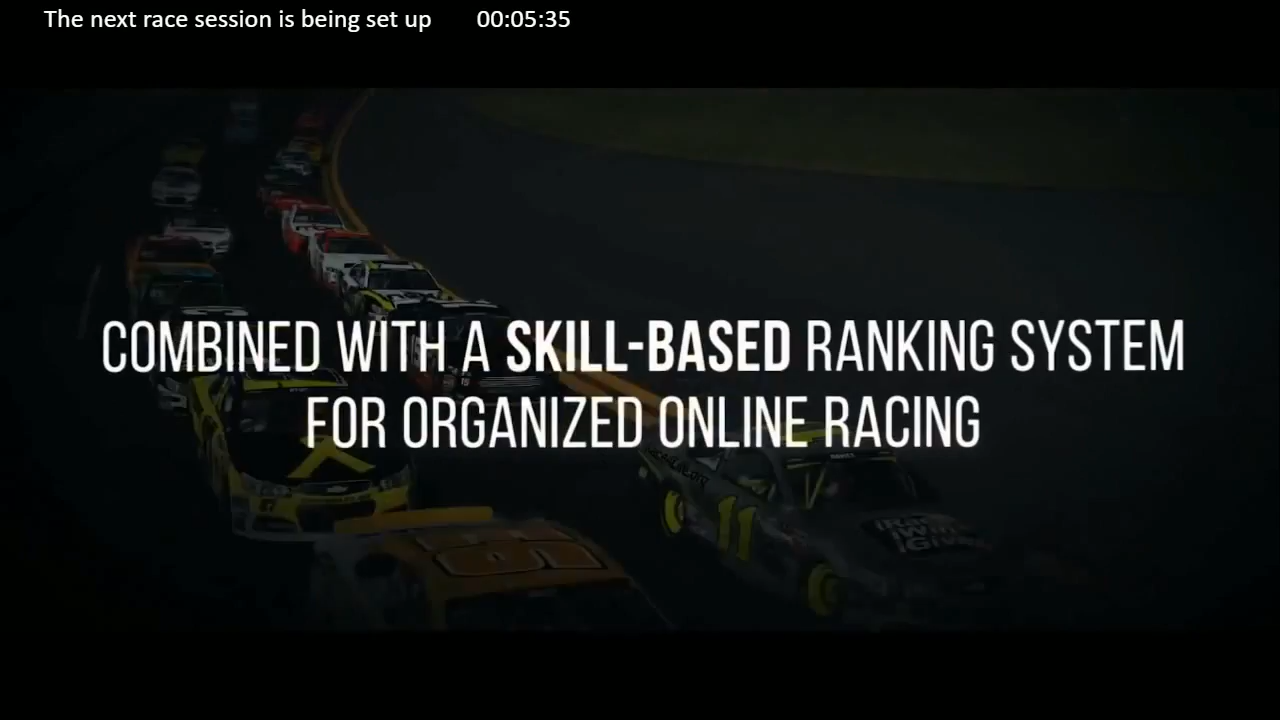 The next race session is being set up 00:05:35
COMBINED WITH A SKILL-BASED RANKING SYSTEM
FOR ORGANIZED ONLINE RACING
11